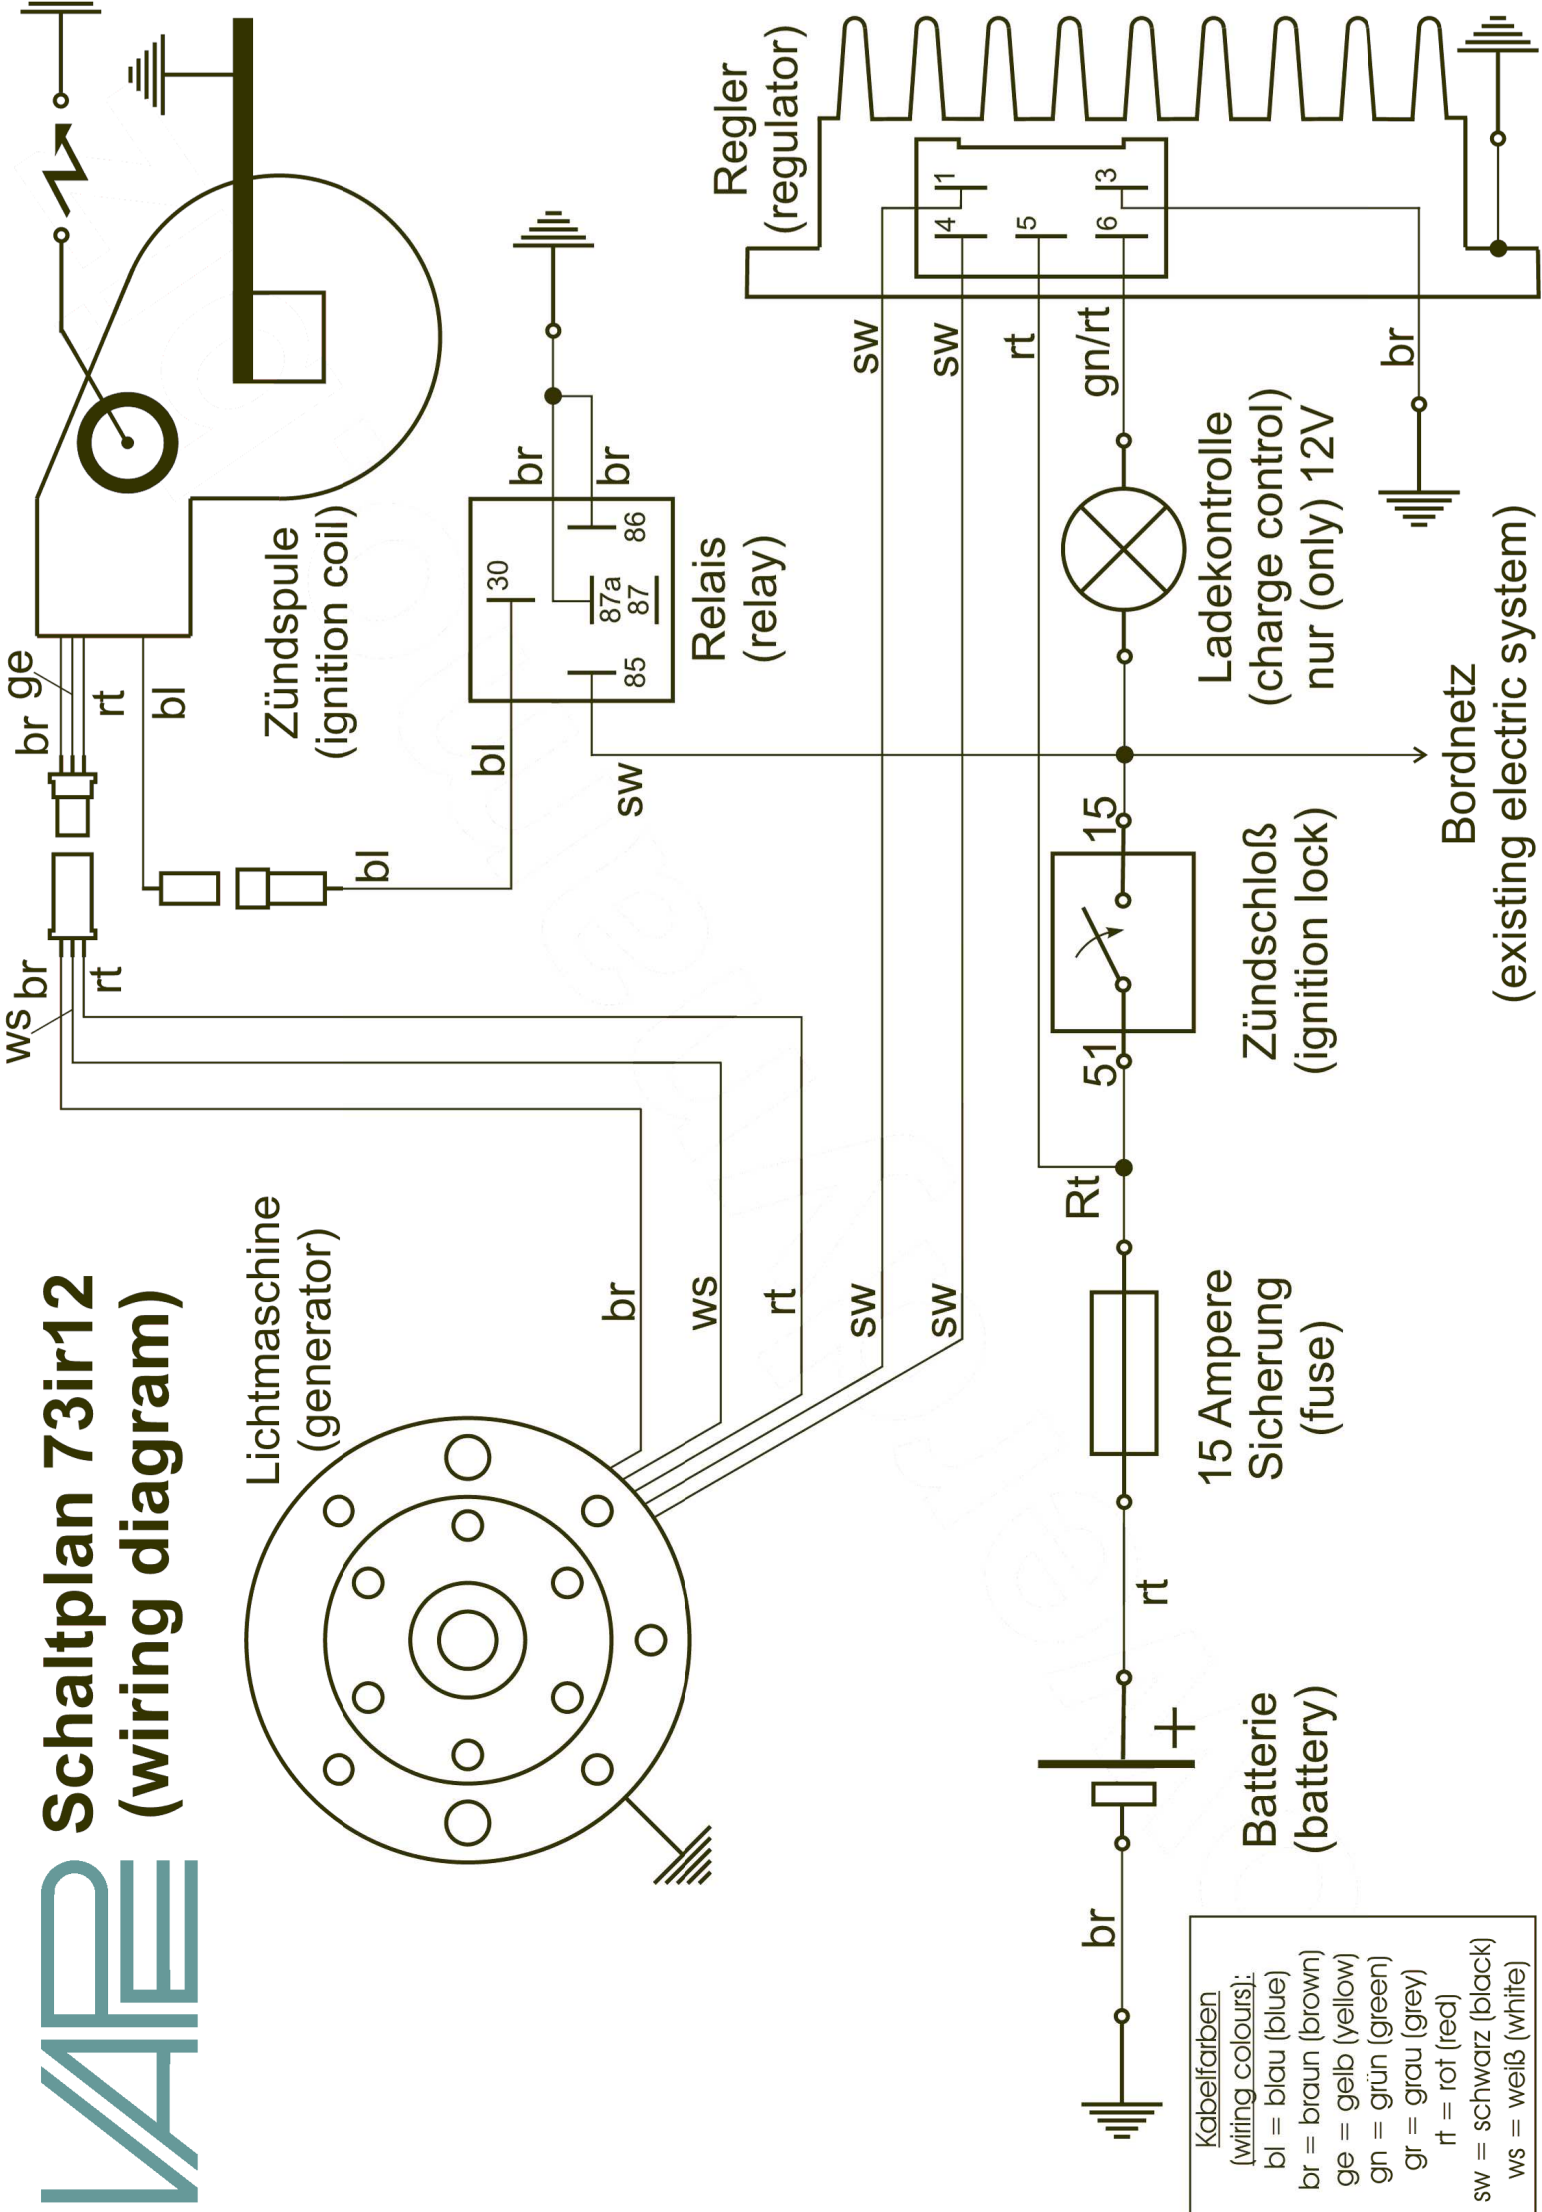 VAPE
Schaltplan 73ir12
(wiring diagram)
Lichtmaschine
(generator)
ws
br
rt
br
ge
rt
bl
bl
Zündspule
(ignition coil)
bl
sw
br
br
30
87a
87
86
85
Relais
(relay)
br
ws
rt
sw
sw
Regler
(regulator)
1
4
5
3
6
sw
sw
rt
gn/rt
br
Ladekontrolle
(charge control)
nur (only) 12V
Bordnetz
(existing electric system)
15
51
Zündschloß
(ignition lock)
Rt
15 Ampere
Sicherung
(fuse)
rt
+
Batterie
(battery)
br
Kabelfarben
(wiring colours):
bl = blau (blue)
br = braun (brown)
ge = gelb (yellow)
gn = grün (green)
gr = grau (grey)
rt = rot (red)
sw = schwarz (black)
ws = weiß (white)